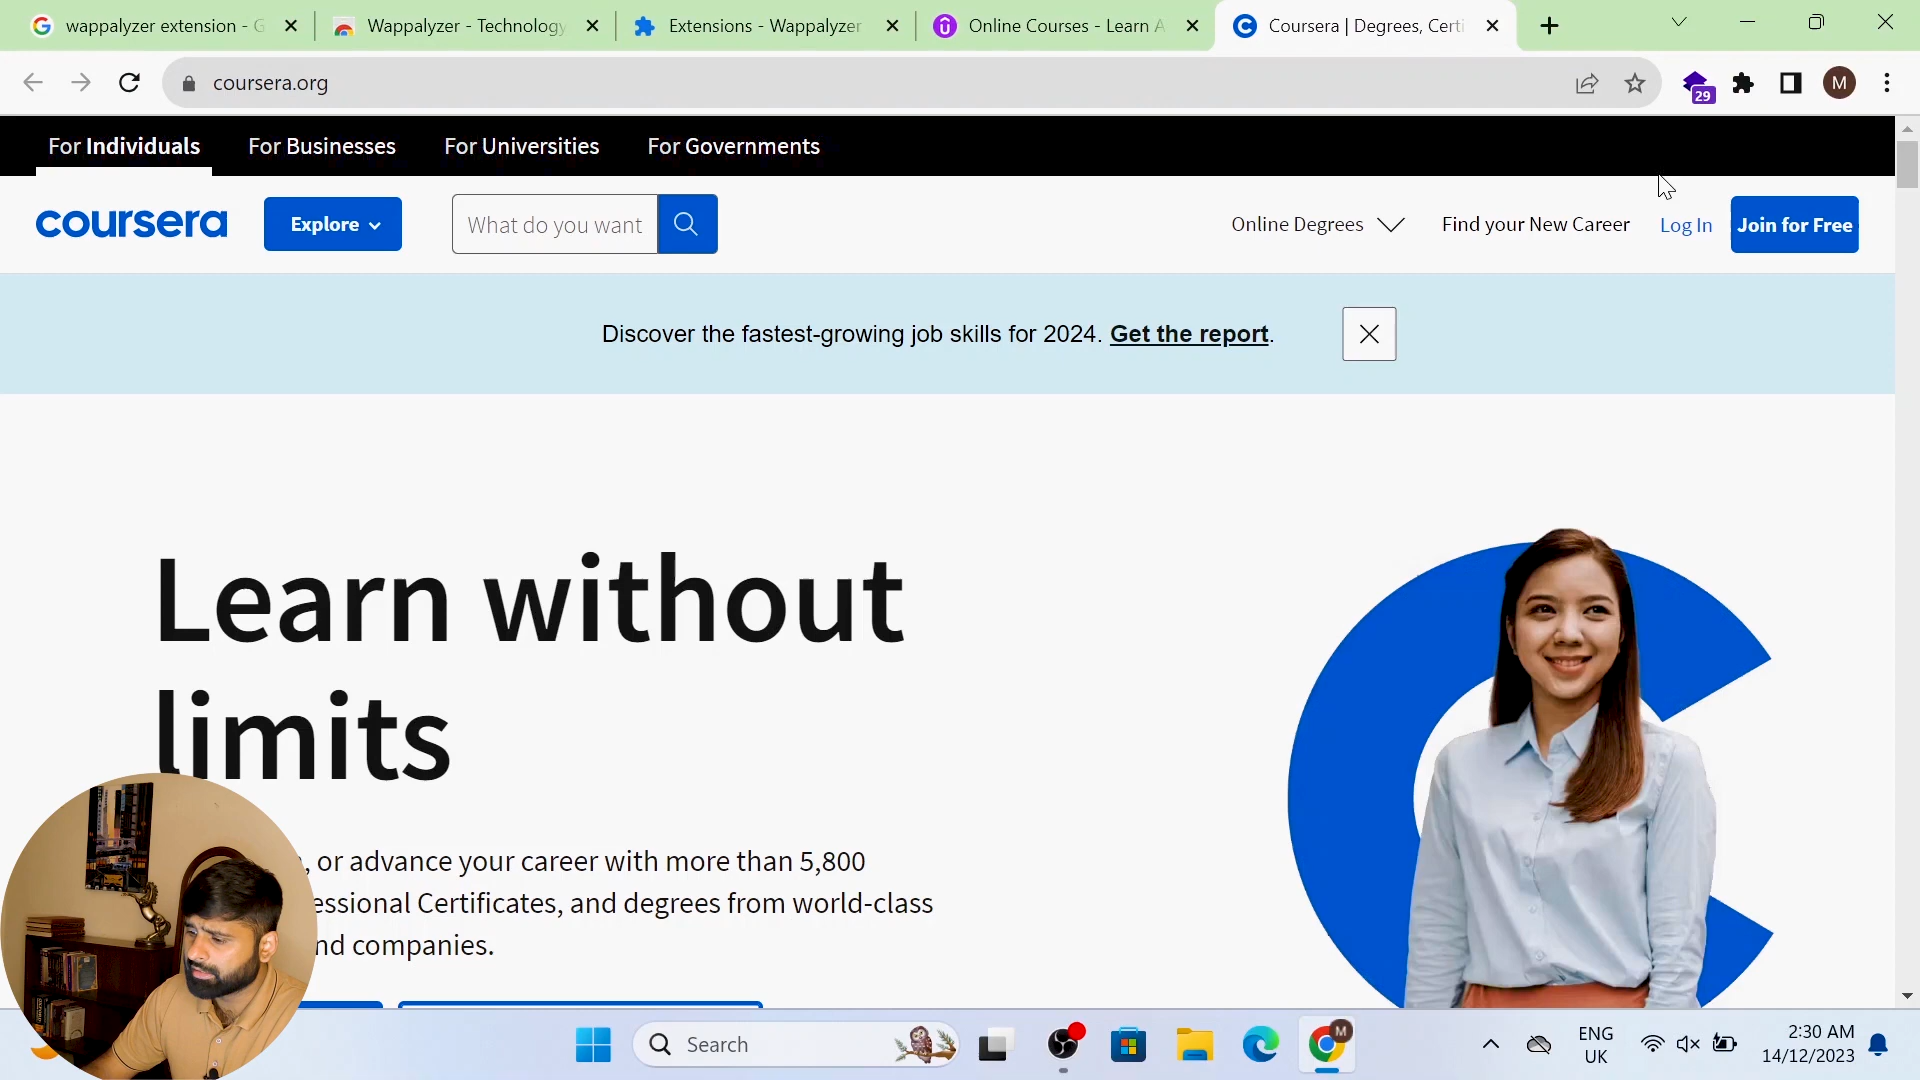 wappalyzer extension - G
Wappalyzer - Technology
Extensions - Wappalyzer
Online Courses - Learn A
Coursera | Degrees, Certi
coursera.org
29
M
For Individuals
For Businesses
For Universities
For Governments
coursera
Explore
What do you want
Online Degrees
Find your New Career
Log In
Join for Free
Discover the fastest-growing job skills for 2024. Get the report.
Learn without
limits
, or advance your career with more than 5,800
essional Certificates, and degrees from world-class
nd companies.
Search
M
ENG
UK
2:30 AM
14/12/2023